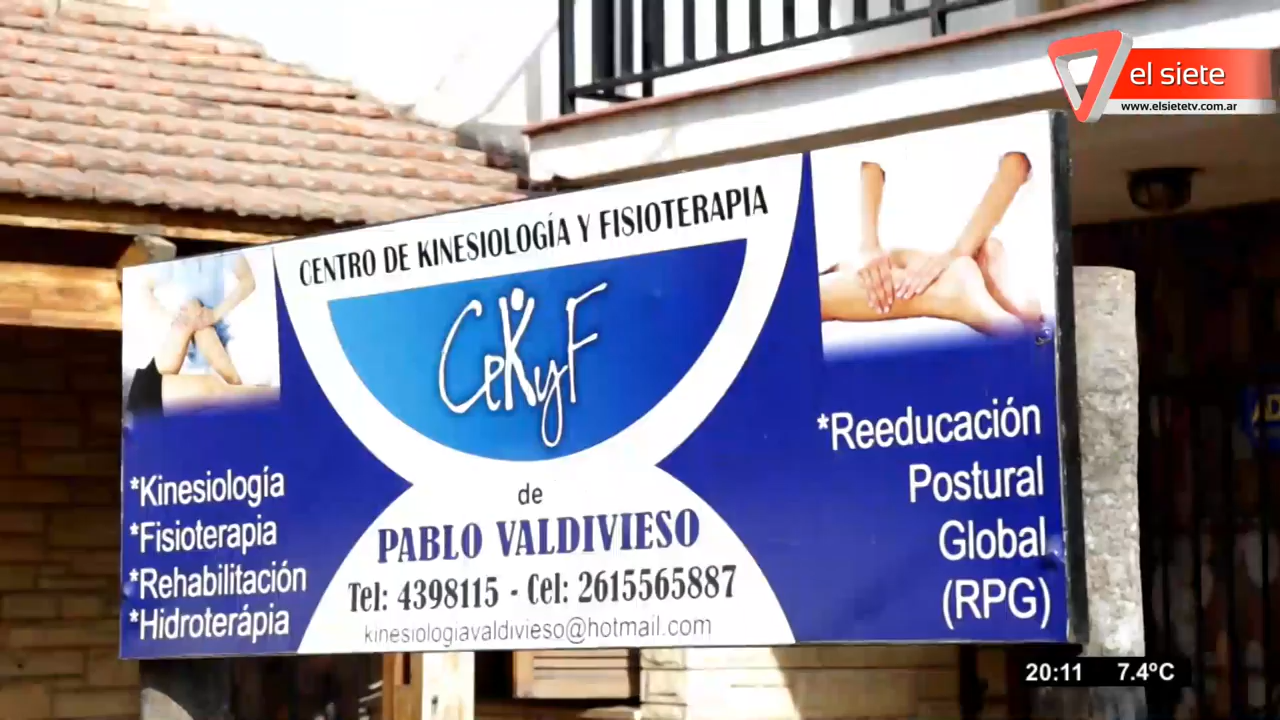 el siete
www.elsietetv.com.ar
CENTRO DE KINESIOLOGÍA Y FISIOTERAPIA
CeKyF
de
PABLO VALDIVIESO
Tel: 4398115 - Cel: 2615565887
kinesiologiavaldivieso@hotmail.com
*Kinesiología
*Fisioterapia
*Rehabilitación
*Hidroterápia
*Reeducación
Postural
Global
(RPG)
20:11 7.4ºC